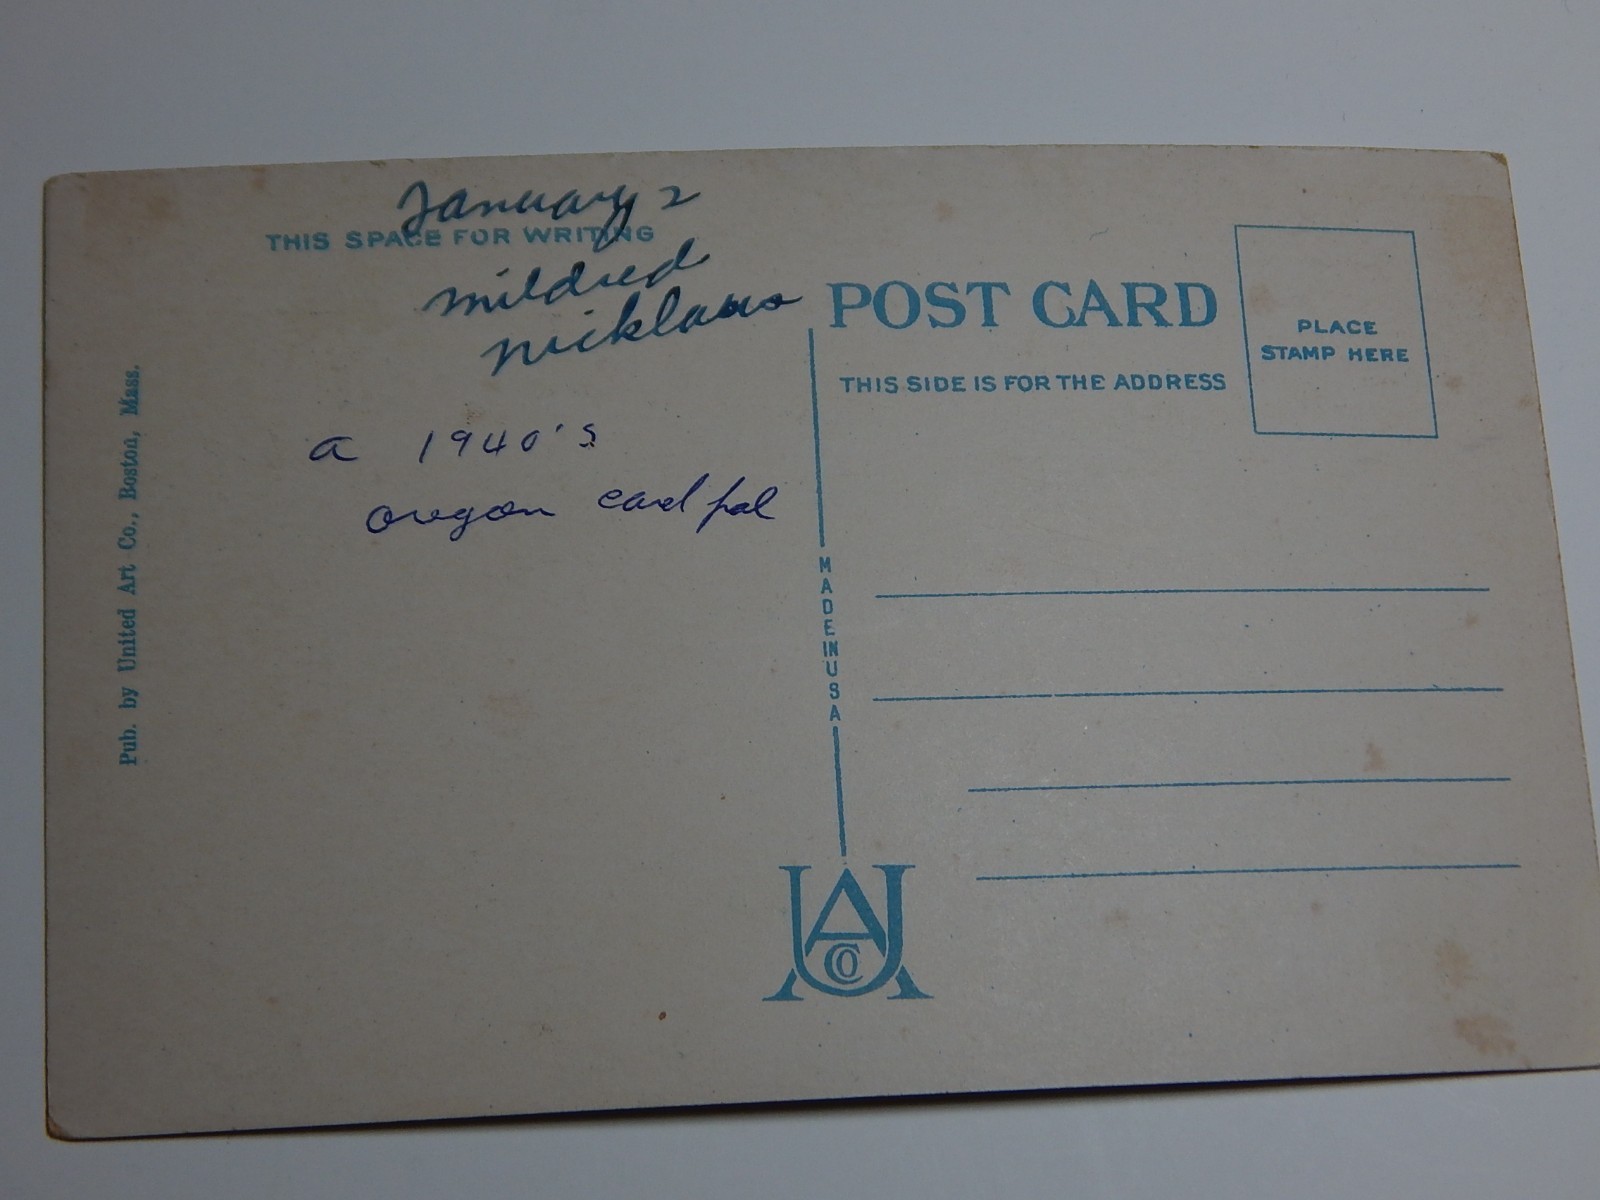 January 2
THIS SPACE FOR WRITING
mildred
nicklaus
a 1940's
oregon card pal
Pub. by United Art Co., Boston, Mass.
POST CARD
THIS SIDE IS FOR THE ADDRESS
PLACE
STAMP HERE
MADE IN USA
UACO